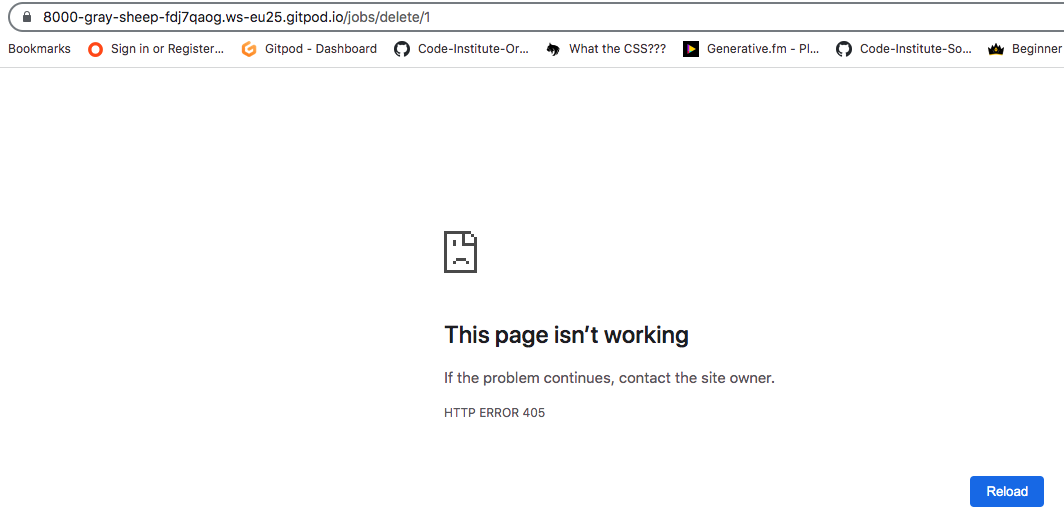 8000-gray-sheep-fdj7qaog.ws-eu25.gitpod.io/jobs/delete/1
Bookmarks Sign in or Register... Gitpod - Dashboard Code-Institute-Or... What the CSS??? Generative.fm - Pl... Code-Institute-So... Beginner
This page isn’t working
If the problem continues, contact the site owner.
HTTP ERROR 405
Reload